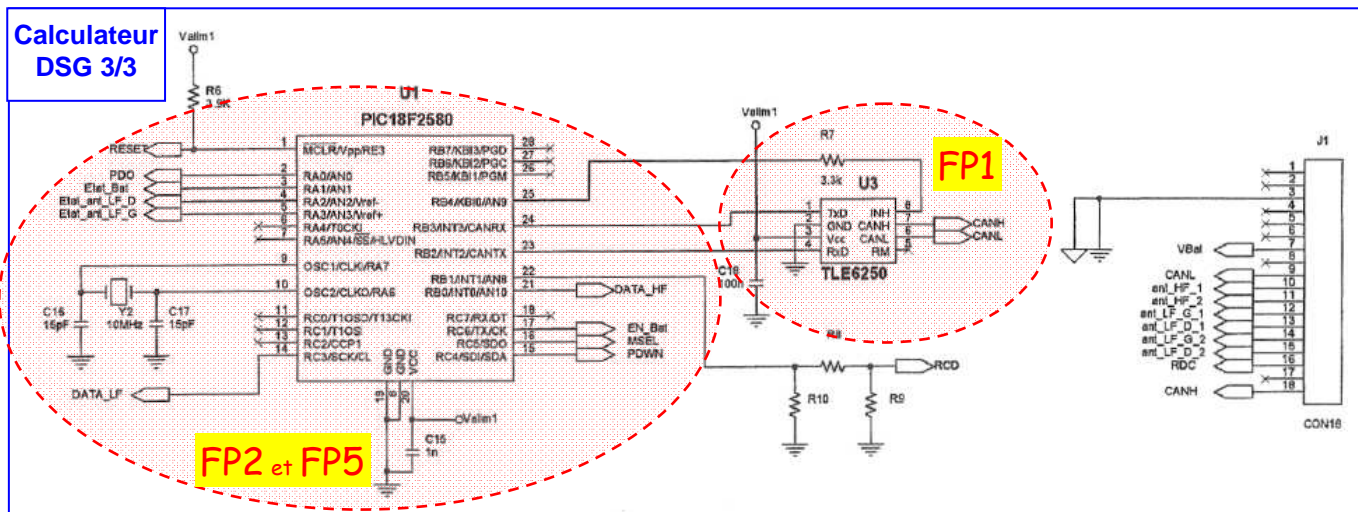 Calculateur
DSG 3/3
Valim1
R6
3.9K
U1
PIC18F2580
RESET
PDO
Etat_Bat
Etat_ant_LF_D
Etat_ant_LF_G
1
2
3
4
5
6
7
9
10
11
12
13
14
MCLR/Vpp/RE3
RA0/AN0
RA1/AN1
RA2/AN2/Vref-
RA3/AN3/Vref+
RA4/T0CKI
RA5/AN4/SS/HLVDIN
OSC1/CLKI/RA7
OSC2/CLKO/RA6
RC0/T1OSO/T13CKI
RC1/T1OSI
RC2/CCP1
RC3/SCK/CL
RB7/KBI3/PGD
RB6/KBI2/PGC
RB5/KBI1/PGM
RB4/KBI0/AN9
RB3/INT3/CANRX
RB2/INT2/CANTX
RB1/INT1/AN8
RB0/INT0/AN10
RC7/RX/DT
RC6/TX/CK
RC5/SDO
RC4/SDI/SDA
28
27
26
25
24
23
22
21
18
17
16
15
GND
GND
VCC
19
8
20
C16
15pF
Y2
10MHz
C17
15pF
DATA_LF
Valim1
C15
1n
FP2 et FP5
DATA_HF
EN_Bat
MSEL
PDWN
Valim1
R7
3.3k
FP1
U3
1
2
3
4
TxD
GND
Vcc
RxD
INH
CANH
CANL
RM
8
7
6
5
CANH
CANL
TLE6250
C18
100n
R8
RCD
R10
R9
J1
1
2
3
4
5
6
7
8
9
10
11
12
13
14
15
16
17
18
VBat
CANL
ant_HF_1
ant_HF_2
ant_LF_G_1
ant_LF_D_1
ant_LF_G_2
ant_LF_D_2
RDC
CANH
CON18